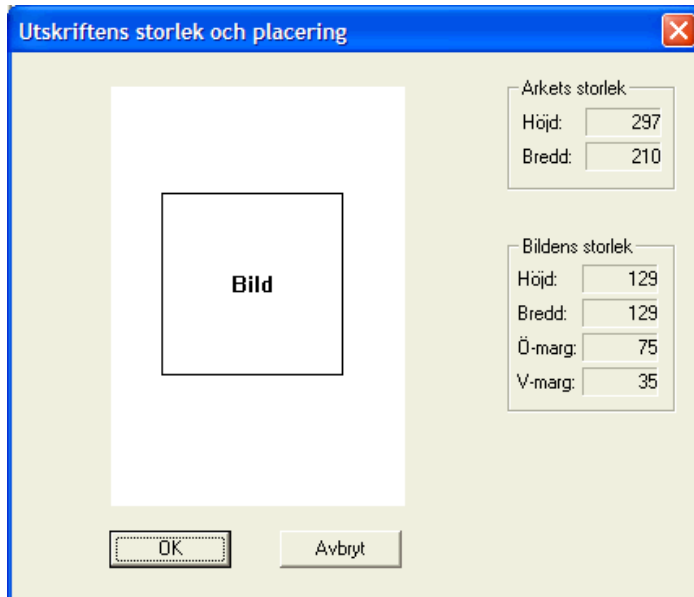 Utskriftens storlek och placering
Arkets storlek
Höjd: 297
Bredd: 210
Bild
Bildens storlek
Höjd: 129
Bredd: 129
Ö-marg: 75
V-marg: 35
OK Avbryt